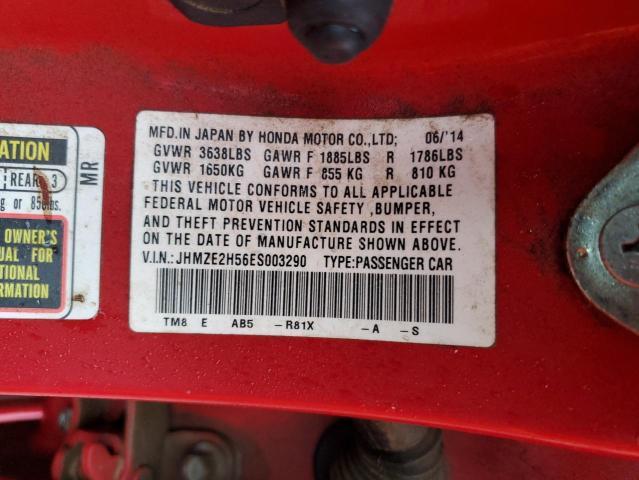 MFD.IN JAPAN BY HONDA MOTOR CO.,LTD; 06/'14
GVWR 3638LBS GAWR F 1885LBS R 1786LBS
GVWR 1650KG GAWR F 855 KG R 810 KG
THIS VEHICLE CONFORMS TO ALL APPLICABLE
FEDERAL MOTOR VEHICLE SAFETY ,BUMPER,
AND THEFT PREVENTION STANDARDS IN EFFECT
ON THE DATE OF MANUFACTURE SHOWN ABOVE.
V.I.N.: JHMZE2H56ES003290 TYPE:PASSENGER CAR
TM8 E AB5 -R81X -A -S
ATION
REAR 3
or 850lbs.
OWNER'S
FOR
TIONAL
ORMATION
MR